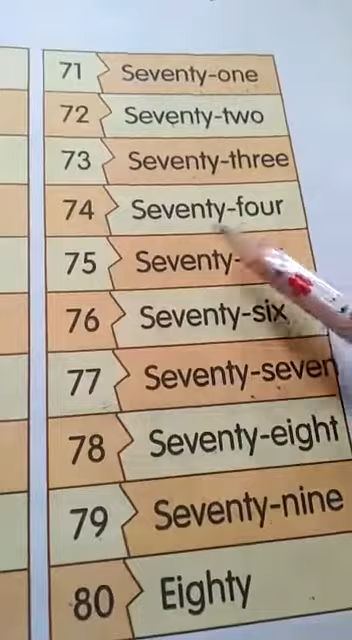 71 Seventy-one
72 Seventy-two
73 Seventy-three
74 Seventy-four
75 Seventy-
76 Seventy-six
77 Seventy-seven
78 Seventy-eight
79 Seventy-nine
80 Eighty